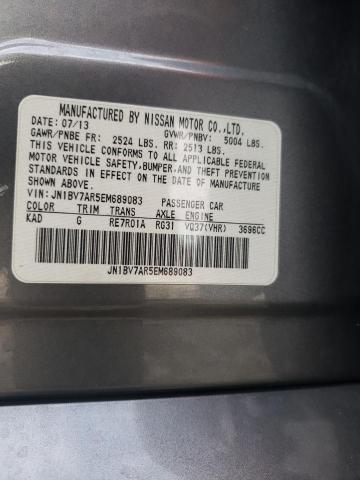 MANUFACTURED BY NISSAN MOTOR CO.,LTD.
DATE: 07/13 GVWR/PNBV: 5004 LBS.
GAWR/PNBE FR: 2524 LBS. RR: 2513 LBS.
THIS VEHICLE CONFORMS TO ALL APPLICABLE FEDERAL
MOTOR VEHICLE SAFETY,BUMPER,AND THEFT PREVENTION
STANDARDS IN EFFECT ON THE DATE OF MANUFACTURE
SHOWN ABOVE.
VIN:JN1BV7AR5EM689083 PASSENGER CAR
COLOR TRIM TRANS AXLE ENGINE
KAD G RE7R01A RG31 VQ37(VHR) 3696CC
JN1BV7AR5EM689083